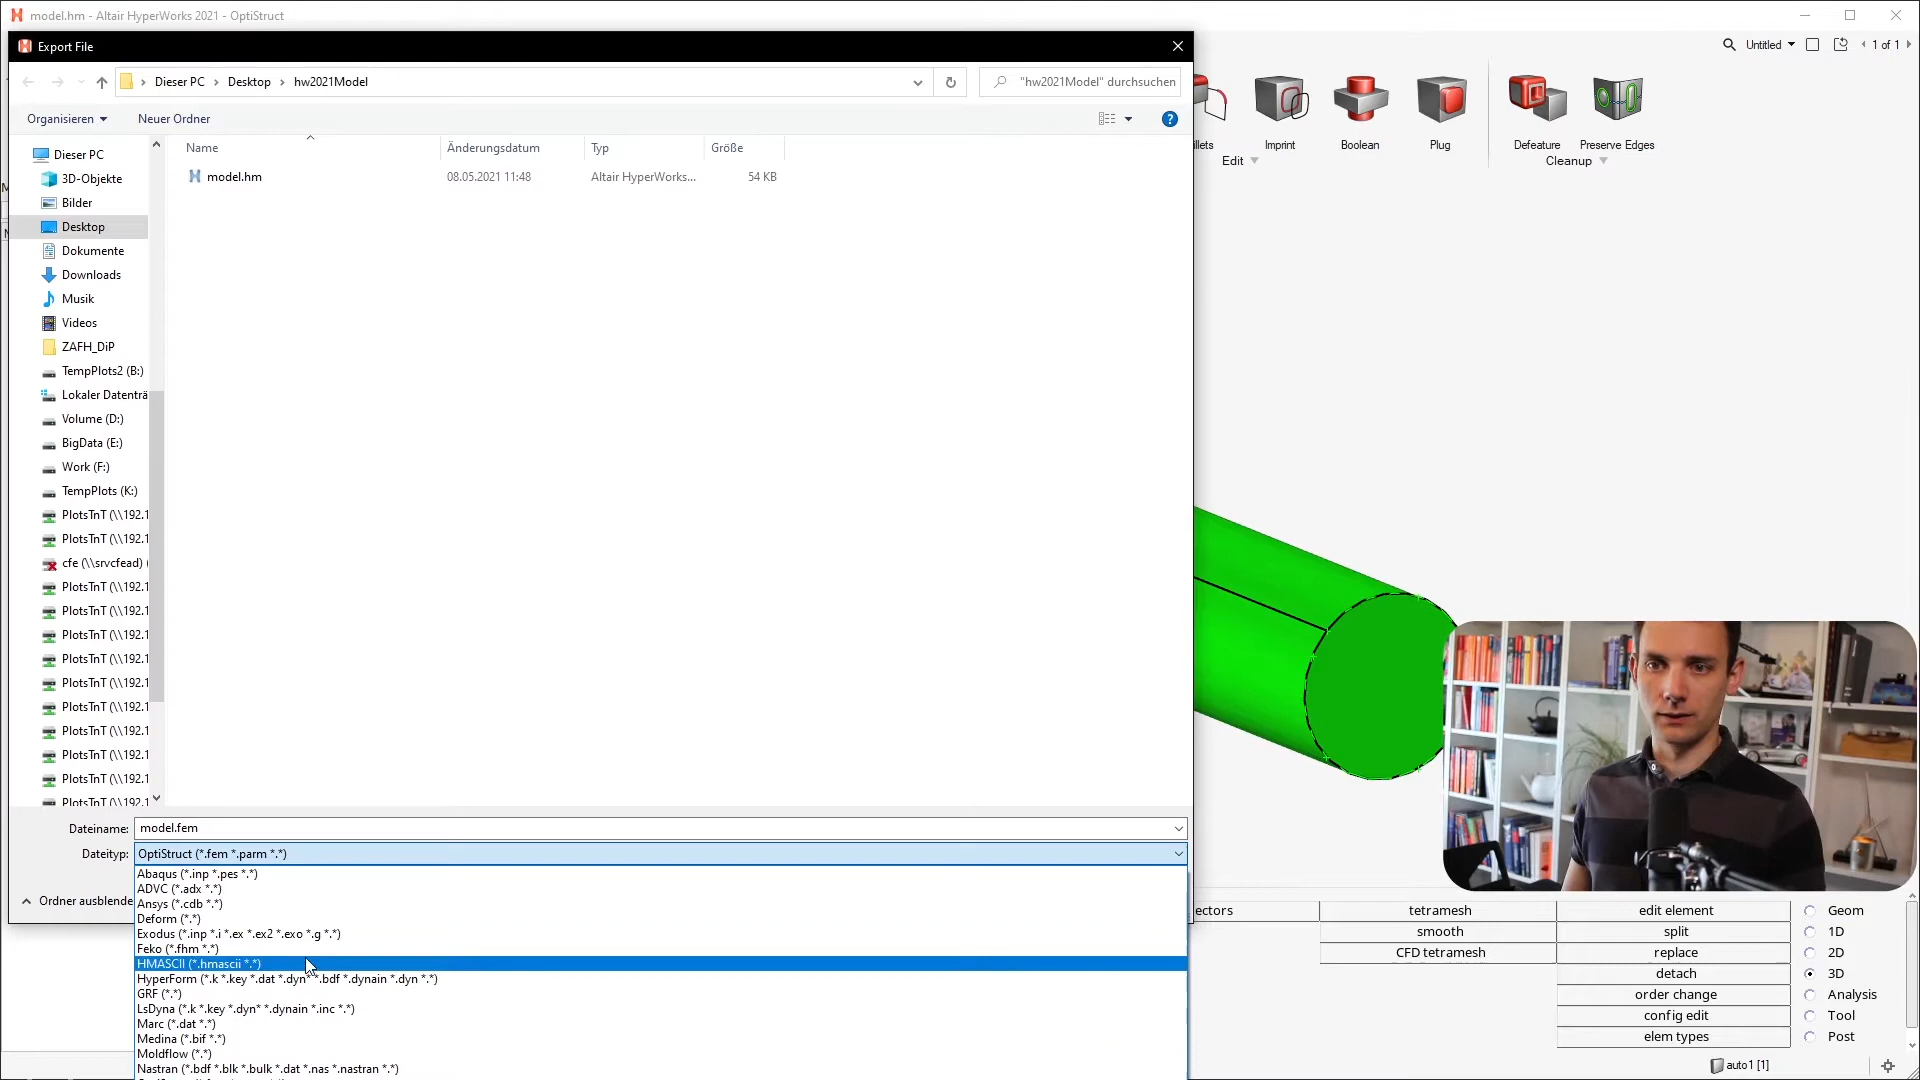 model.hm - Altair HyperWorks 2021 - OptiStruct
Export File
Untitled
1 of 1
Dieser PC
Desktop
hw2021Model
"hw2021Model" durchsuchen
Organisieren
Neuer Ordner
Name
Änderungsdatum
Typ
Größe
model.hm
08.05.2021 11:48
Altair HyperWorks...
54 KB
Dieser PC
3D-Objekte
Bilder
Desktop
Dokumente
Downloads
Musik
Videos
ZAFH_DiP
TempPlots2 (B:)
Lokaler Datenträ
Volume (D:)
BigData (E:)
Work (F:)
TempPlots (K:)
PlotsTnT (\\192.1
PlotsTnT (\\192.1
cfe (\\srvcfead) (
PlotsTnT (\\192.1
PlotsTnT (\\192.1
PlotsTnT (\\192.1
PlotsTnT (\\192.1
PlotsTnT (\\192.1
PlotsTnT (\\192.1
PlotsTnT (\\192.1
PlotsTnT (\\192.1
PlotsTnT (\\192.1
PlotsTnT (\\192.1
Dateiname: model.fem
Dateityp: OptiStruct (*.fem *.parm *.*)
Ordner ausblende
Abaqus (*.inp *.pes *.*)
ADVC (*.adx *.*)
Ansys (*.cdb *.*)
Deform (*.*)
Exodus (*.inp *.i *.ex *.ex2 *.exo *.g *.*)
Feko (*.fhm *.*)
HMASCII (*.hmascii *.*)
HyperForm (*.k *.key *.dat *.dyn* *.bdf *.dynain *.dyn *.*)
GRF (*.*)
LsDyna (*.k *.key *.dyn* *.dynain *.inc *.*)
Marc (*.dat *.*)
Medina (*.bif *.*)
Moldflow (*.*)
Nastran (*.bdf *.blk *.bulk *.dat *.nas *.nastran *.*)
illets
Imprint
Boolean
Plug
Defeature
Preserve Edges
Edit
Cleanup
ectors
tetramesh
smooth
CFD tetramesh
edit element
split
replace
detach
order change
config edit
elem types
Geom
1D
2D
3D
Analysis
Tool
Post
auto1 [1]